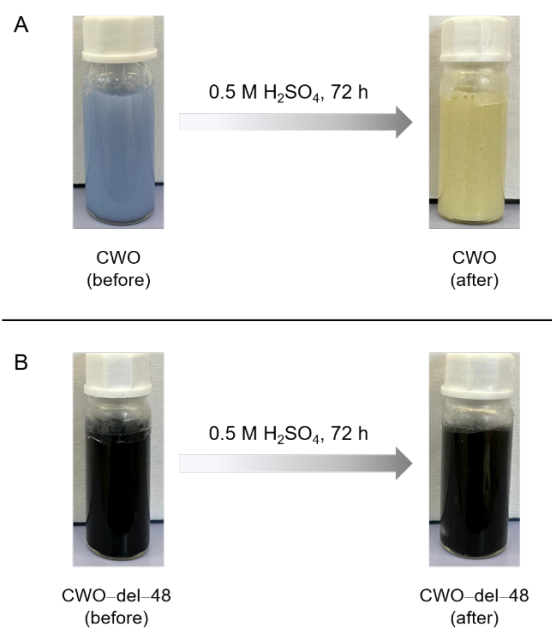 A
0.5 M H₂SO₄, 72 h
CWO
(before)
CWO
(after)
B
0.5 M H₂SO₄, 72 h
CWO–del–48
(before)
CWO–del–48
(after)